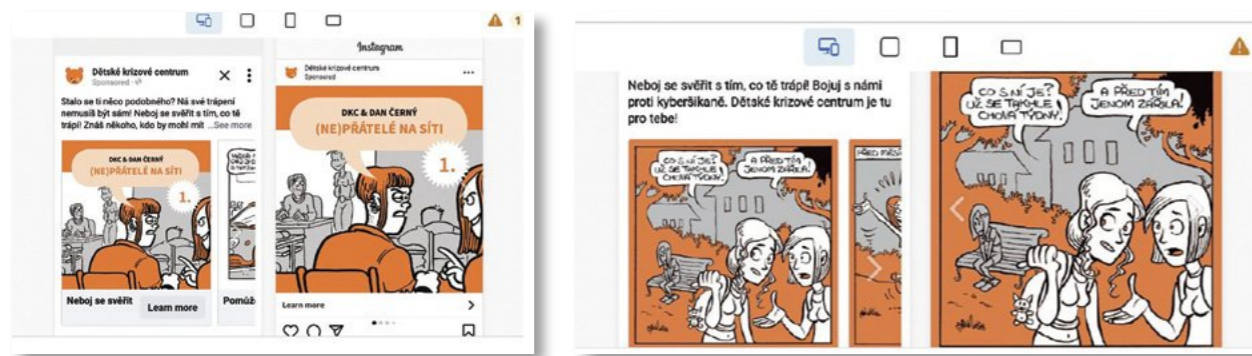 1
Instagram
Dětské krizové centrum
Sponsored
Stalo se ti něco podobného? Ná své trápení
nemusíš být sám! Neboj se svěřit s tím, co tě
trápí! Znáš někoho, kdo by mohl mít ...See more
DKC & DAN ČERNÝ
(NE)PŘÁTELÉ NA SÍTI
1.
Neboj se svěřit
Learn more
Pomůž
Dětské krizové centrum
Sponsored
DKC & DAN ČERNÝ
(NE)PŘÁTELÉ NA SÍTI
1.
Learn more
Neboj se svěřit s tím, co tě trápí! Bojuj s námi
proti kyberšikaně. Dětské krizové centrum je tu
pro tebe!
CO S NÍ JE?
UŽ SE TAKHLE
CHOVÁ TÝDNY.
A PŘED TÍM
JENOM ZÁŘILA!
PŘED MĚSÍ
CO S NÍ JE?
UŽ SE TAKHLE
CHOVÁ TÝDNY.
A PŘED TÍM
JENOM ZÁŘILA!